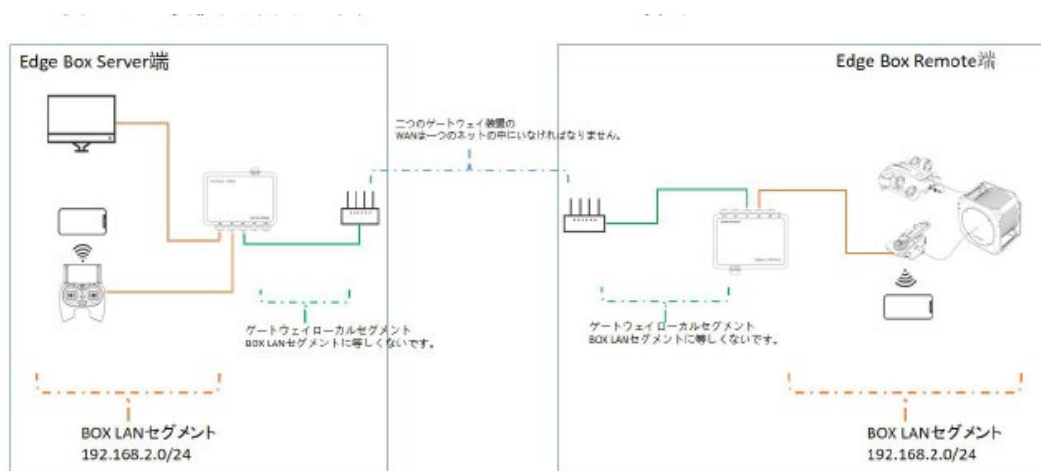 Edge Box Server端
Edge Box Remote端
二つのゲートウェイ装置の
WANは一つのネットの中にいなければなりません。
ゲートウェイローカルセグメント
BOX LANセグメントに等しくないです。
ゲートウェイローカルセグメント
BOX LANセグメントに等しくないです。
BOX LANセグメント
192.168.2.0/24
BOX LANセグメント
192.168.2.0/24